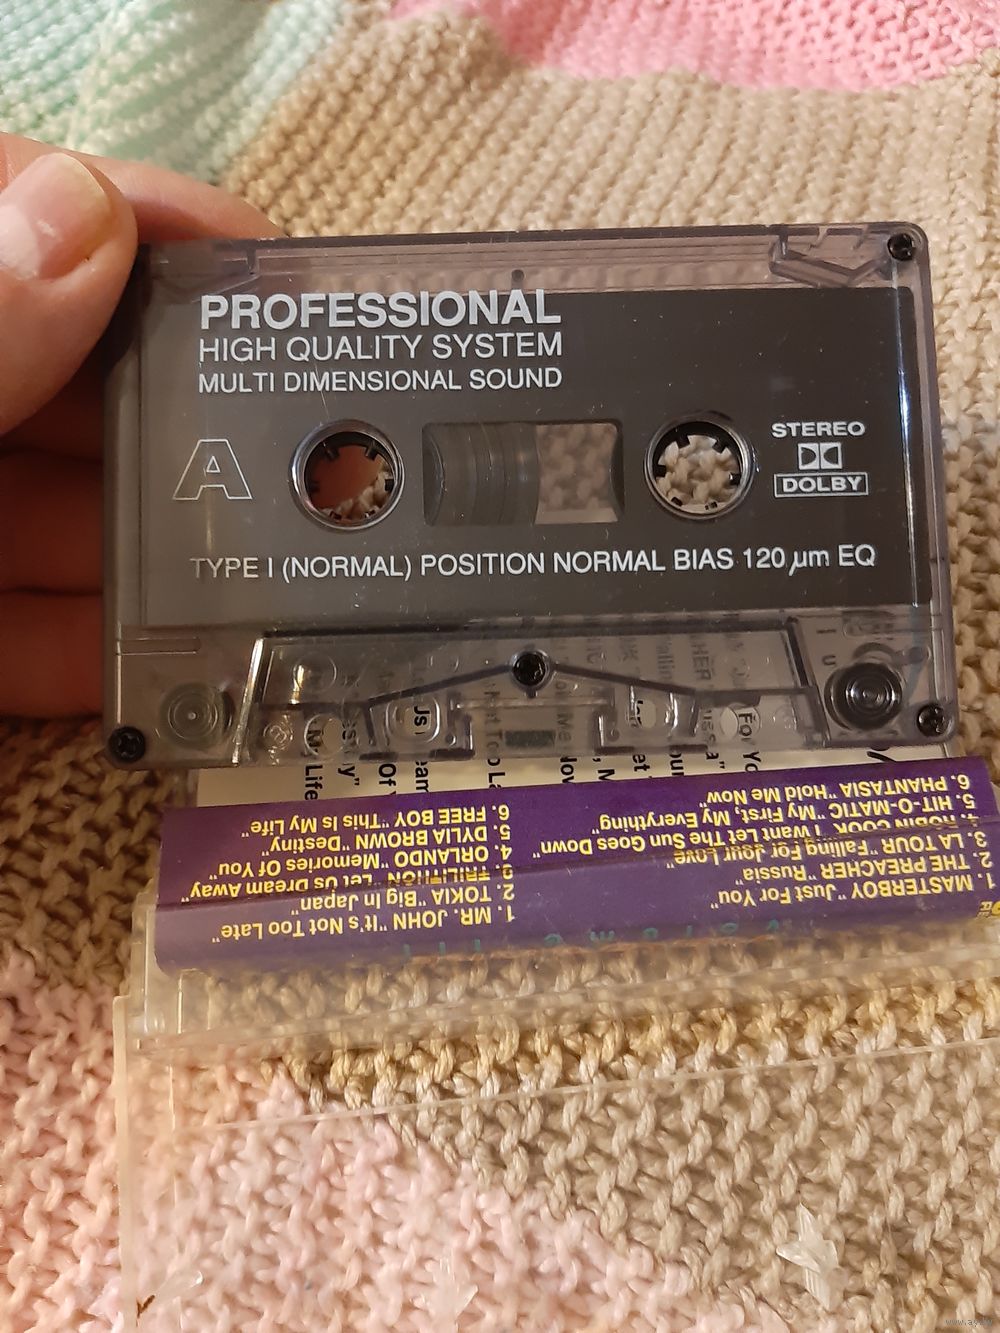 PROFESSIONAL
HIGH QUALITY SYSTEM
MULTI DIMENSIONAL SOUND
A
STEREO
DOLBY
TYPE I (NORMAL) POSITION NORMAL BIAS 120 µm EQ
1. MASTERBOY "Just For You"
2. THE PREACHER "Russia"
3. LA TOUR "Falling For Jour Love"
4. ROBIN COOK "I Want Let The Sun Goes Down"
5. HIT-O-MATIC "My First, My Everything
6. PHANTASIA "Hold Me Now
1. MR. JOHN "It's Not Too Late"
2. TOKIA "Big In Japan
"Let Us Dream Away
4. ORLANDO "Memories Of You"
5. DYLIA BROWN "Destiny"
6. FREE BOY "This Is My Life"